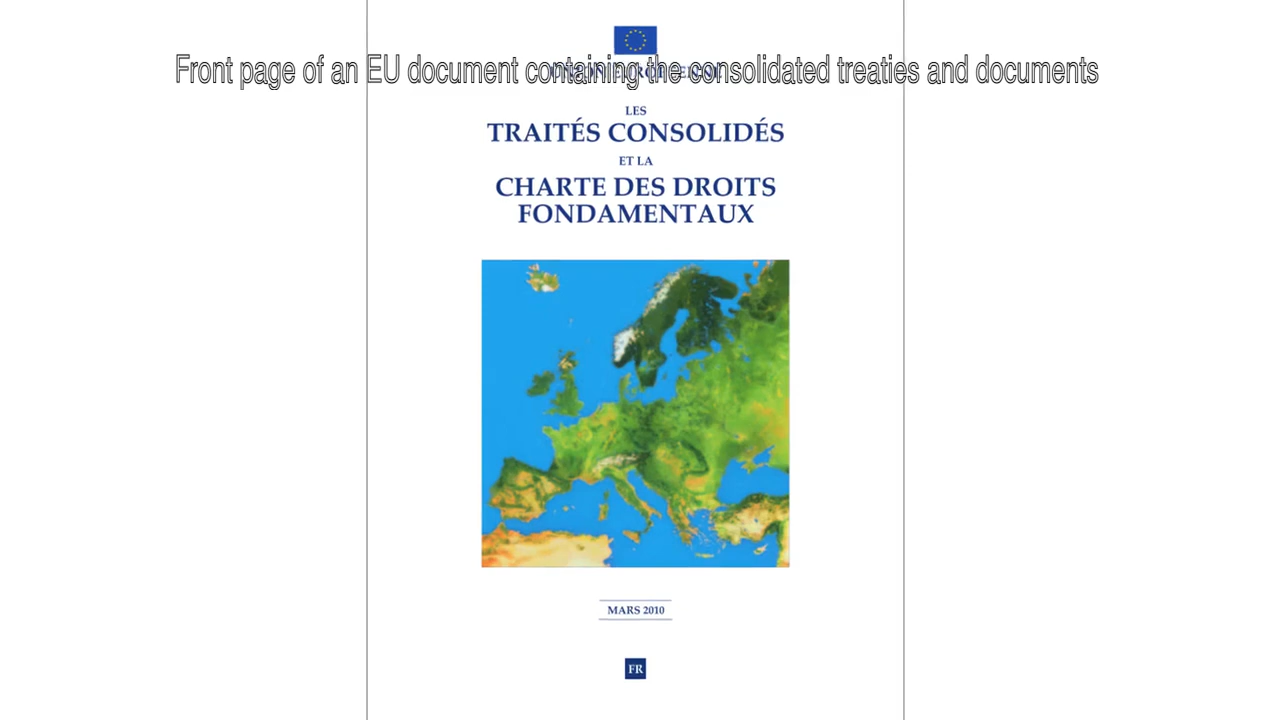 Front page of an EU document containing the consolidated treaties and documents
LES
TRAITÉS CONSOLIDÉS
ET LA
CHARTE DES DROITS
FONDAMENTAUX
MARS 2010
FR